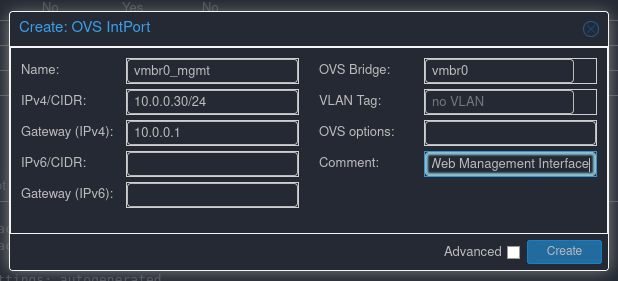 No Yes No
Create: OVS IntPort
Name: vmbr0_mgmt OVS Bridge: vmbr0
IPv4/CIDR: 10.0.0.30/24 VLAN Tag: no VLAN
Gateway (IPv4): 10.0.0.1 OVS options:
IPv6/CIDR: Comment: Web Management Interface
Gateway (IPv6):
Advanced Create
ttings: autogenerated